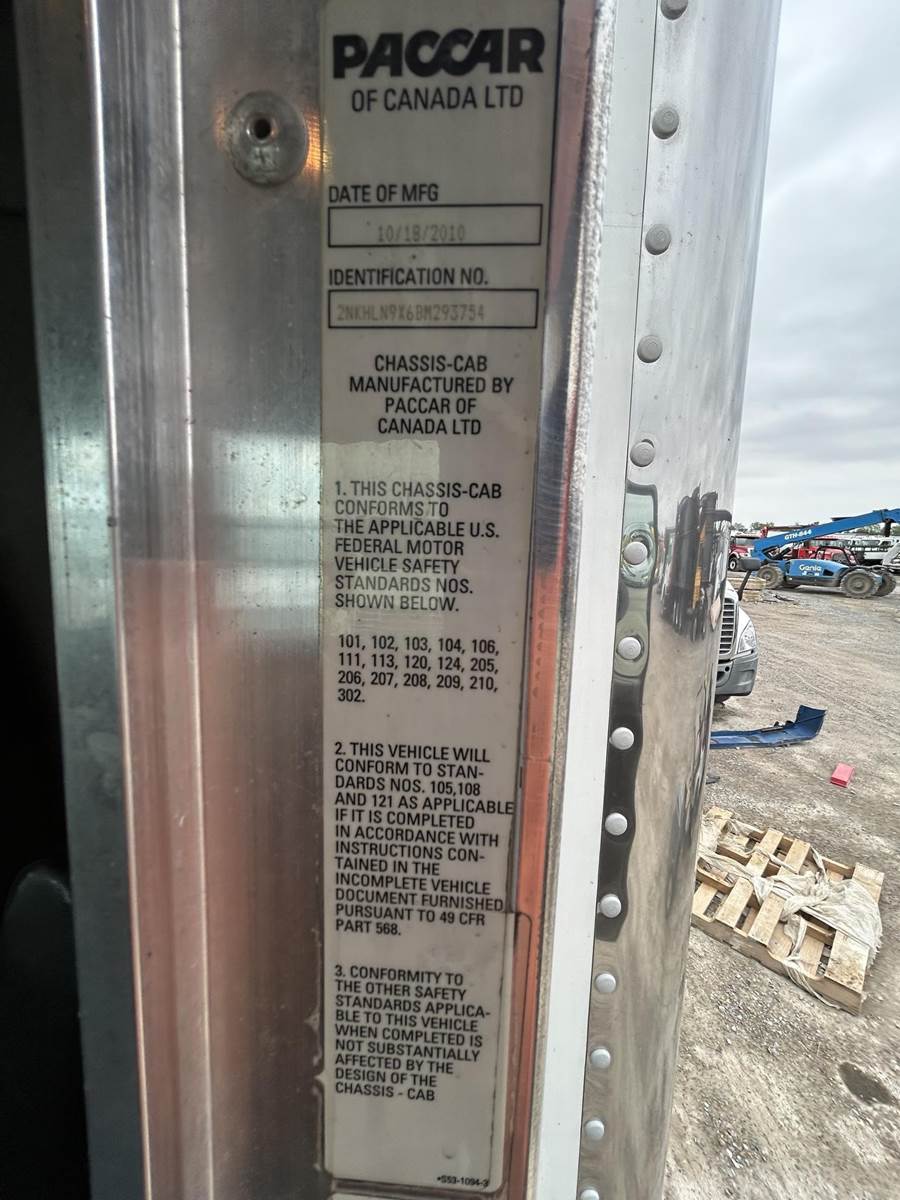 PACCAR
OF CANADA LTD
DATE OF MFG
10/18/2010
IDENTIFICATION NO.
2NKHLN9X6BM293754
CHASSIS-CAB
MANUFACTURED BY
PACCAR OF
CANADA LTD
1. THIS CHASSIS-CAB
CONFORMS TO
THE APPLICABLE U.S.
FEDERAL MOTOR
VEHICLE SAFETY
STANDARDS NOS.
SHOWN BELOW.
101, 102, 103, 104, 106,
111, 113, 120, 124, 205,
206, 207, 208, 209, 210,
302.
2. THIS VEHICLE WILL
CONFORM TO STAN-
DARDS NOS. 105,108
AND 121 AS APPLICABLE
IF IT IS COMPLETED
IN ACCORDANCE WITH
INSTRUCTIONS CON-
TAINED IN THE
INCOMPLETE VEHICLE
DOCUMENT FURNISHED
PURSUANT TO 49 CFR
PART 568.
3. CONFORMITY TO
THE OTHER SAFETY
STANDARDS APPLICA-
BLE TO THIS VEHICLE
WHEN COMPLETED IS
NOT SUBSTANTIALLY
AFFECTED BY THE
DESIGN OF THE
CHASSIS - CAB
•S53-1094-3
GTH-844
Genie